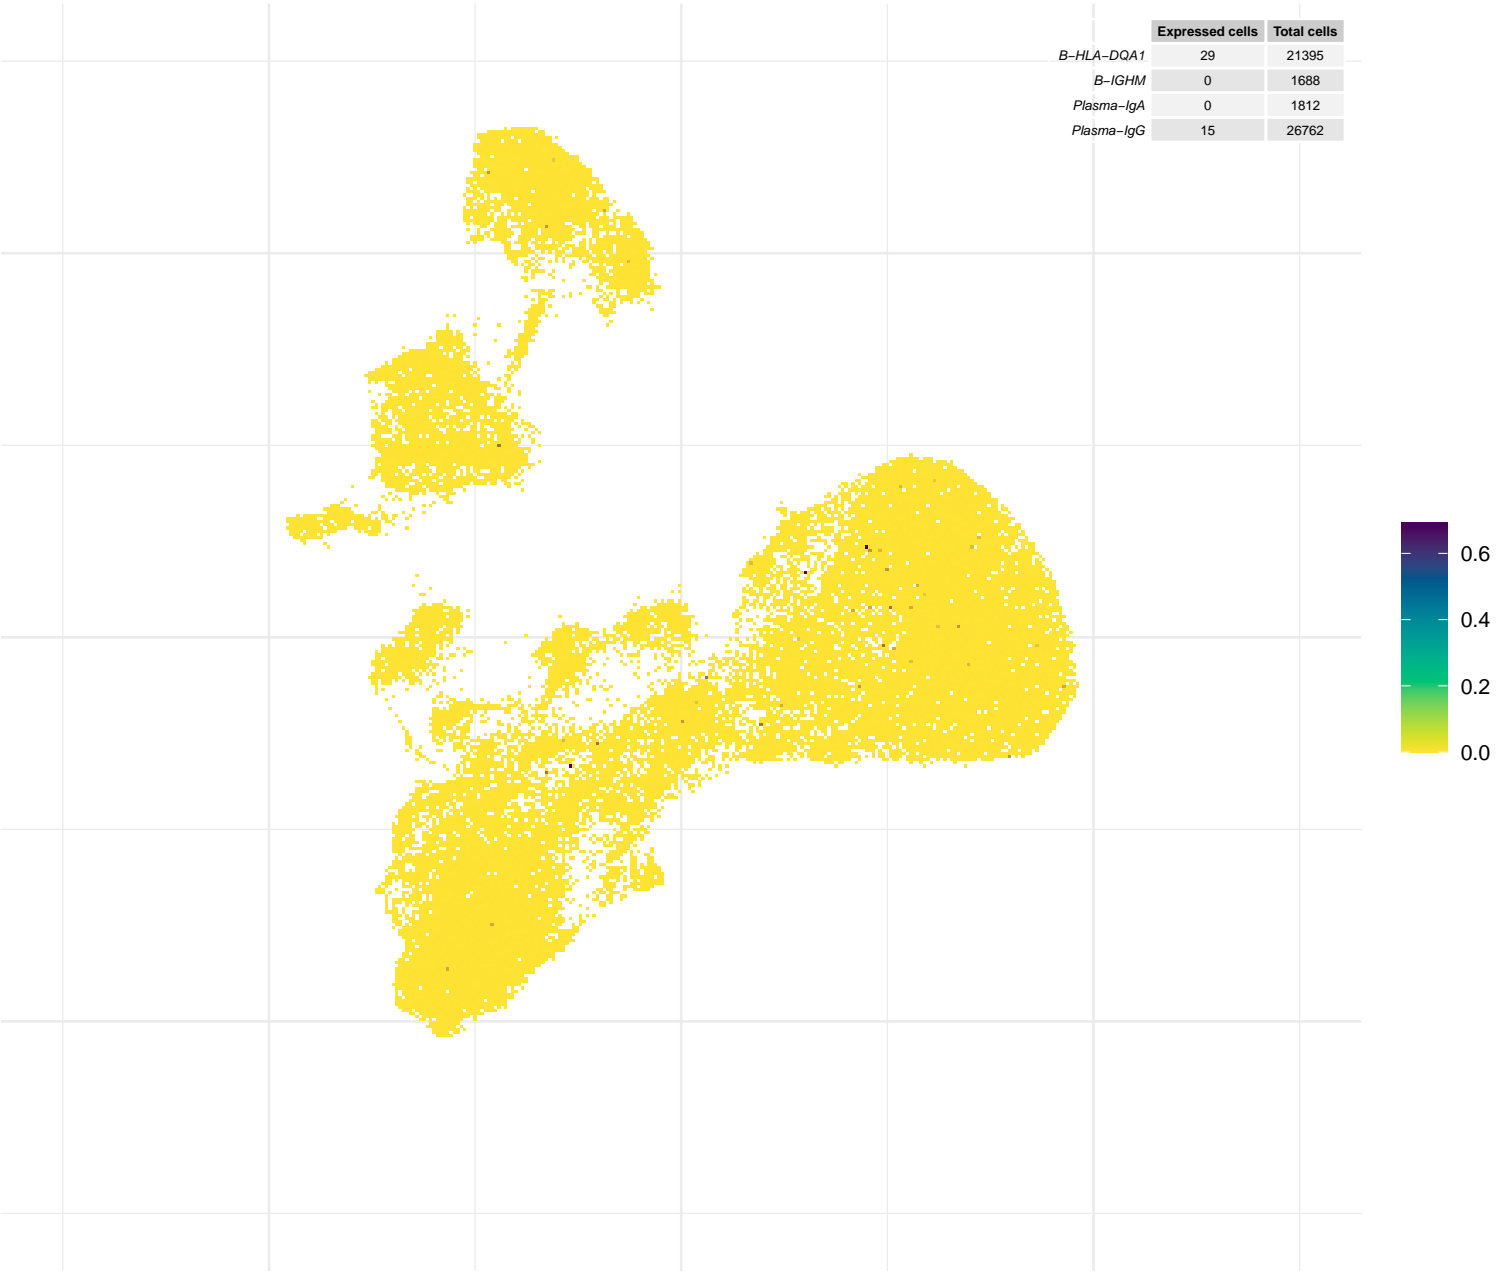 Expressed cells Total cells
B−HLA−DQA1 29 21395
B−IGHM 0 1688
Plasma−IgA 0 1812
Plasma−IgG 15 26762
0.6
0.4
0.2
0.0